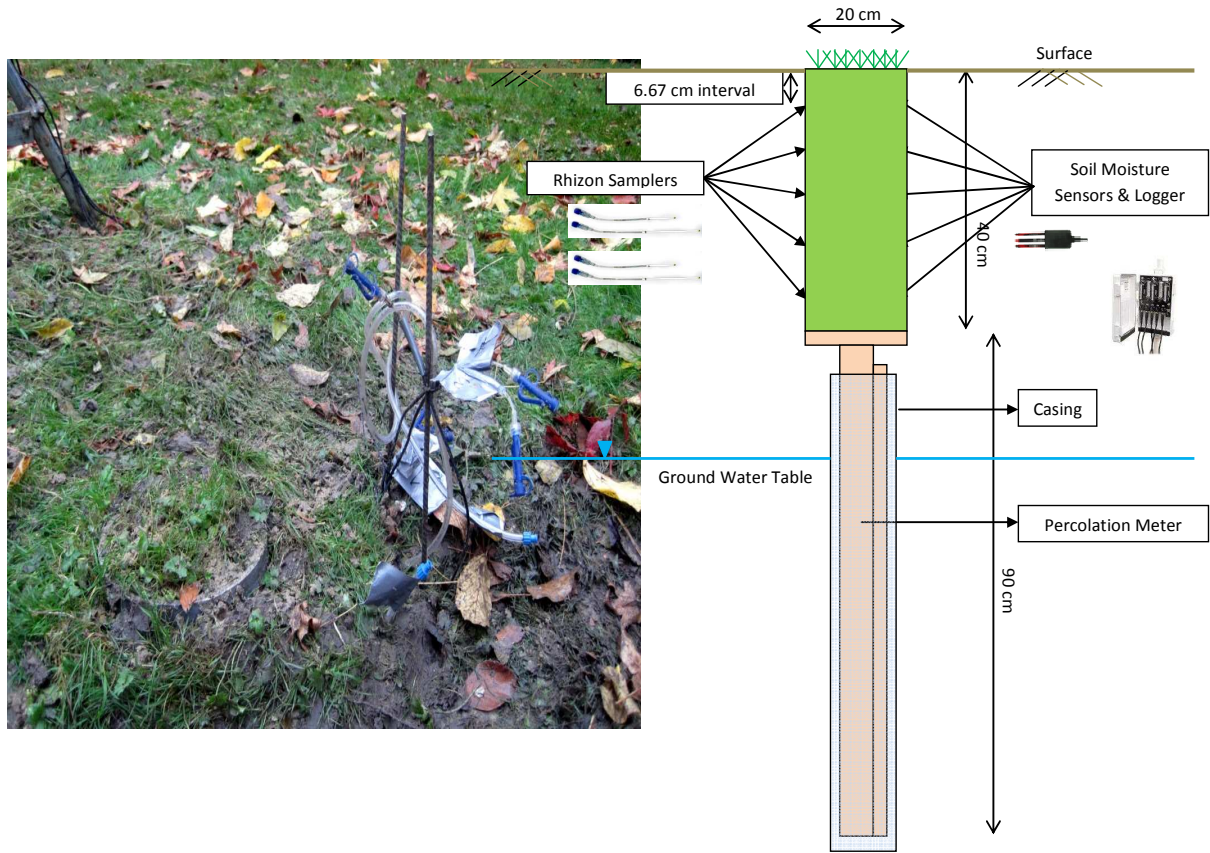 20 cm
Surface
6.67 cm interval
Rhizon Samplers
Soil Moisture
Sensors & Logger
40 cm
Casing
Ground Water Table
Percolation Meter
90 cm